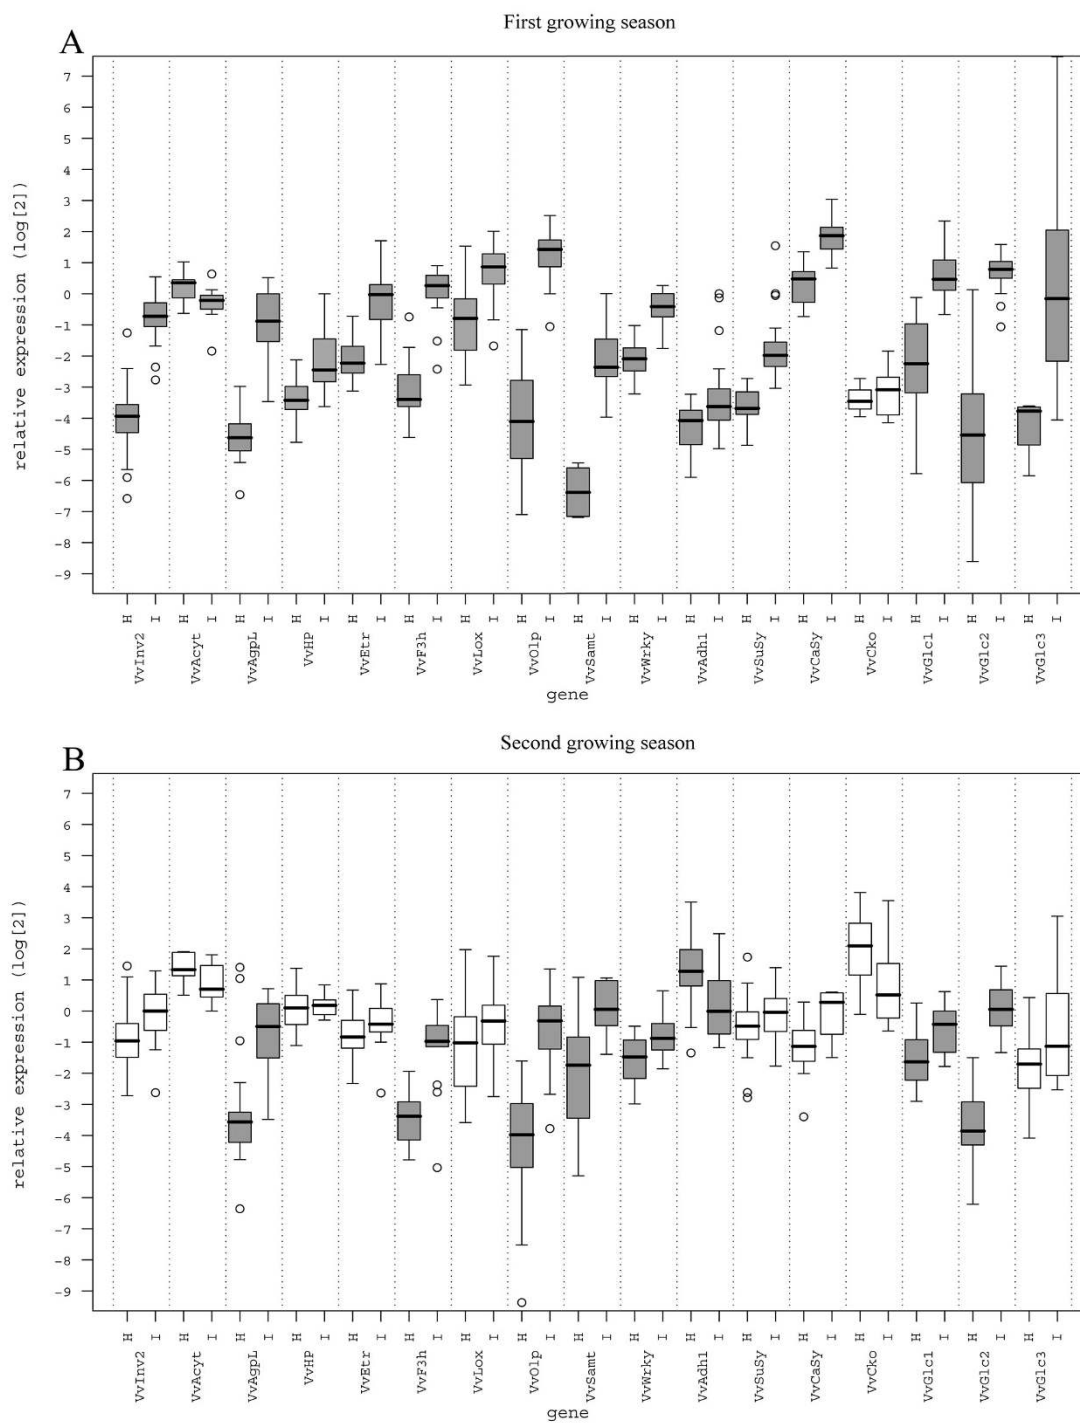 First growing season
A
relative expression (log[2])
7
6
5
4
3
2
1
0
-1
-2
-3
-4
-5
-6
-7
-8
-9
H I H I H I H I H I H I H I H I H I H I H I H I H I H I H I H I H I
VvInv2 VvAcyt VvAgpL VvHP VvEtr VvF3h VvLox VvOlp VvSamt VvWrky VvAdh1 VvSuSy VvCaSy VvCko VvGlc1 VvGlc2 VvGlc3
gene
Second growing season
B
relative expression (log[2])
7
6
5
4
3
2
1
0
-1
-2
-3
-4
-5
-6
-7
-8
-9
H I H I H I H I H I H I H I H I H I H I H I H I H I H I H I H I H I
VvInv2 VvAcyt VvAgpL VvHP VvEtr VvF3h VvLox VvOlp VvSamt VvWrky VvAdh1 VvSuSy VvCaSy VvCko VvGlc1 VvGlc2 VvGlc3
gene